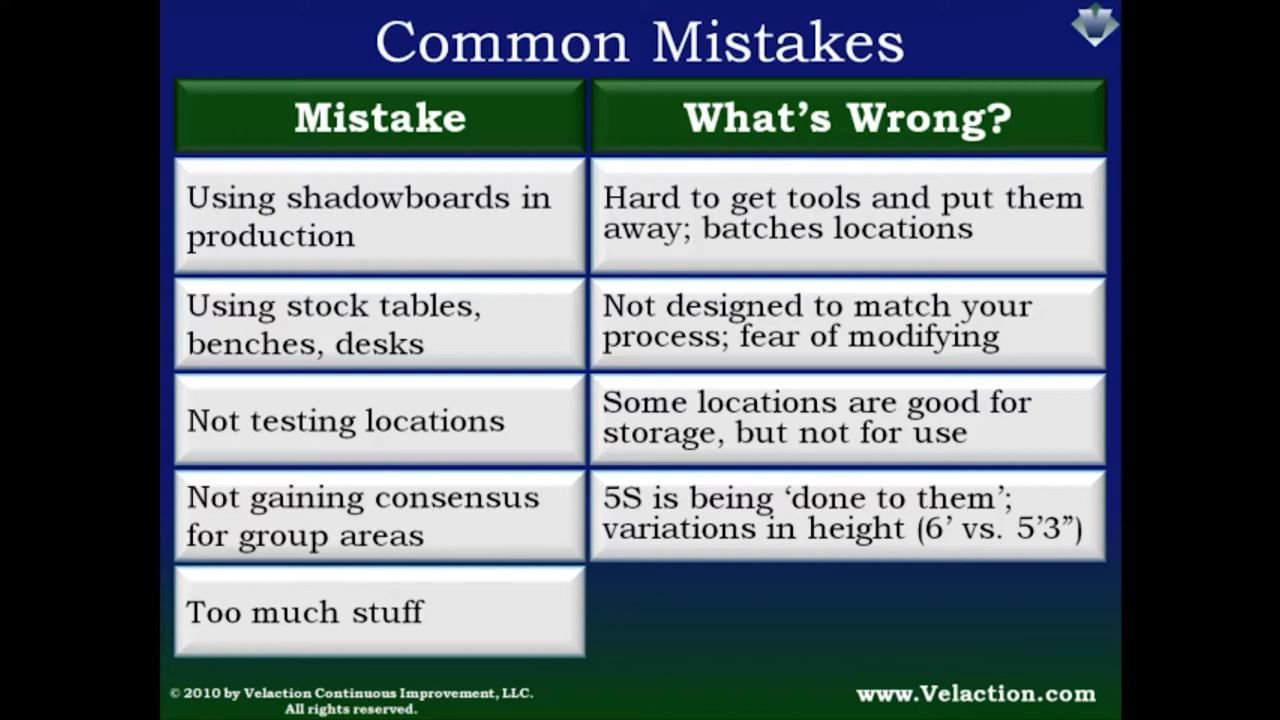 Common Mistakes
Mistake
What's Wrong?
Using shadowboards in
production
Hard to get tools and put them
away; batches locations
Using stock tables,
benches, desks
Not designed to match your
process; fear of modifying
Not testing locations
Some locations are good for
storage, but not for use
Not gaining consensus
for group areas
5S is being ‘done to them’;
variations in height (6’ vs. 5’3”)
Too much stuff
© 2010 by Velaction Continuous Improvement, LLC.
All rights reserved.
www.Velaction.com